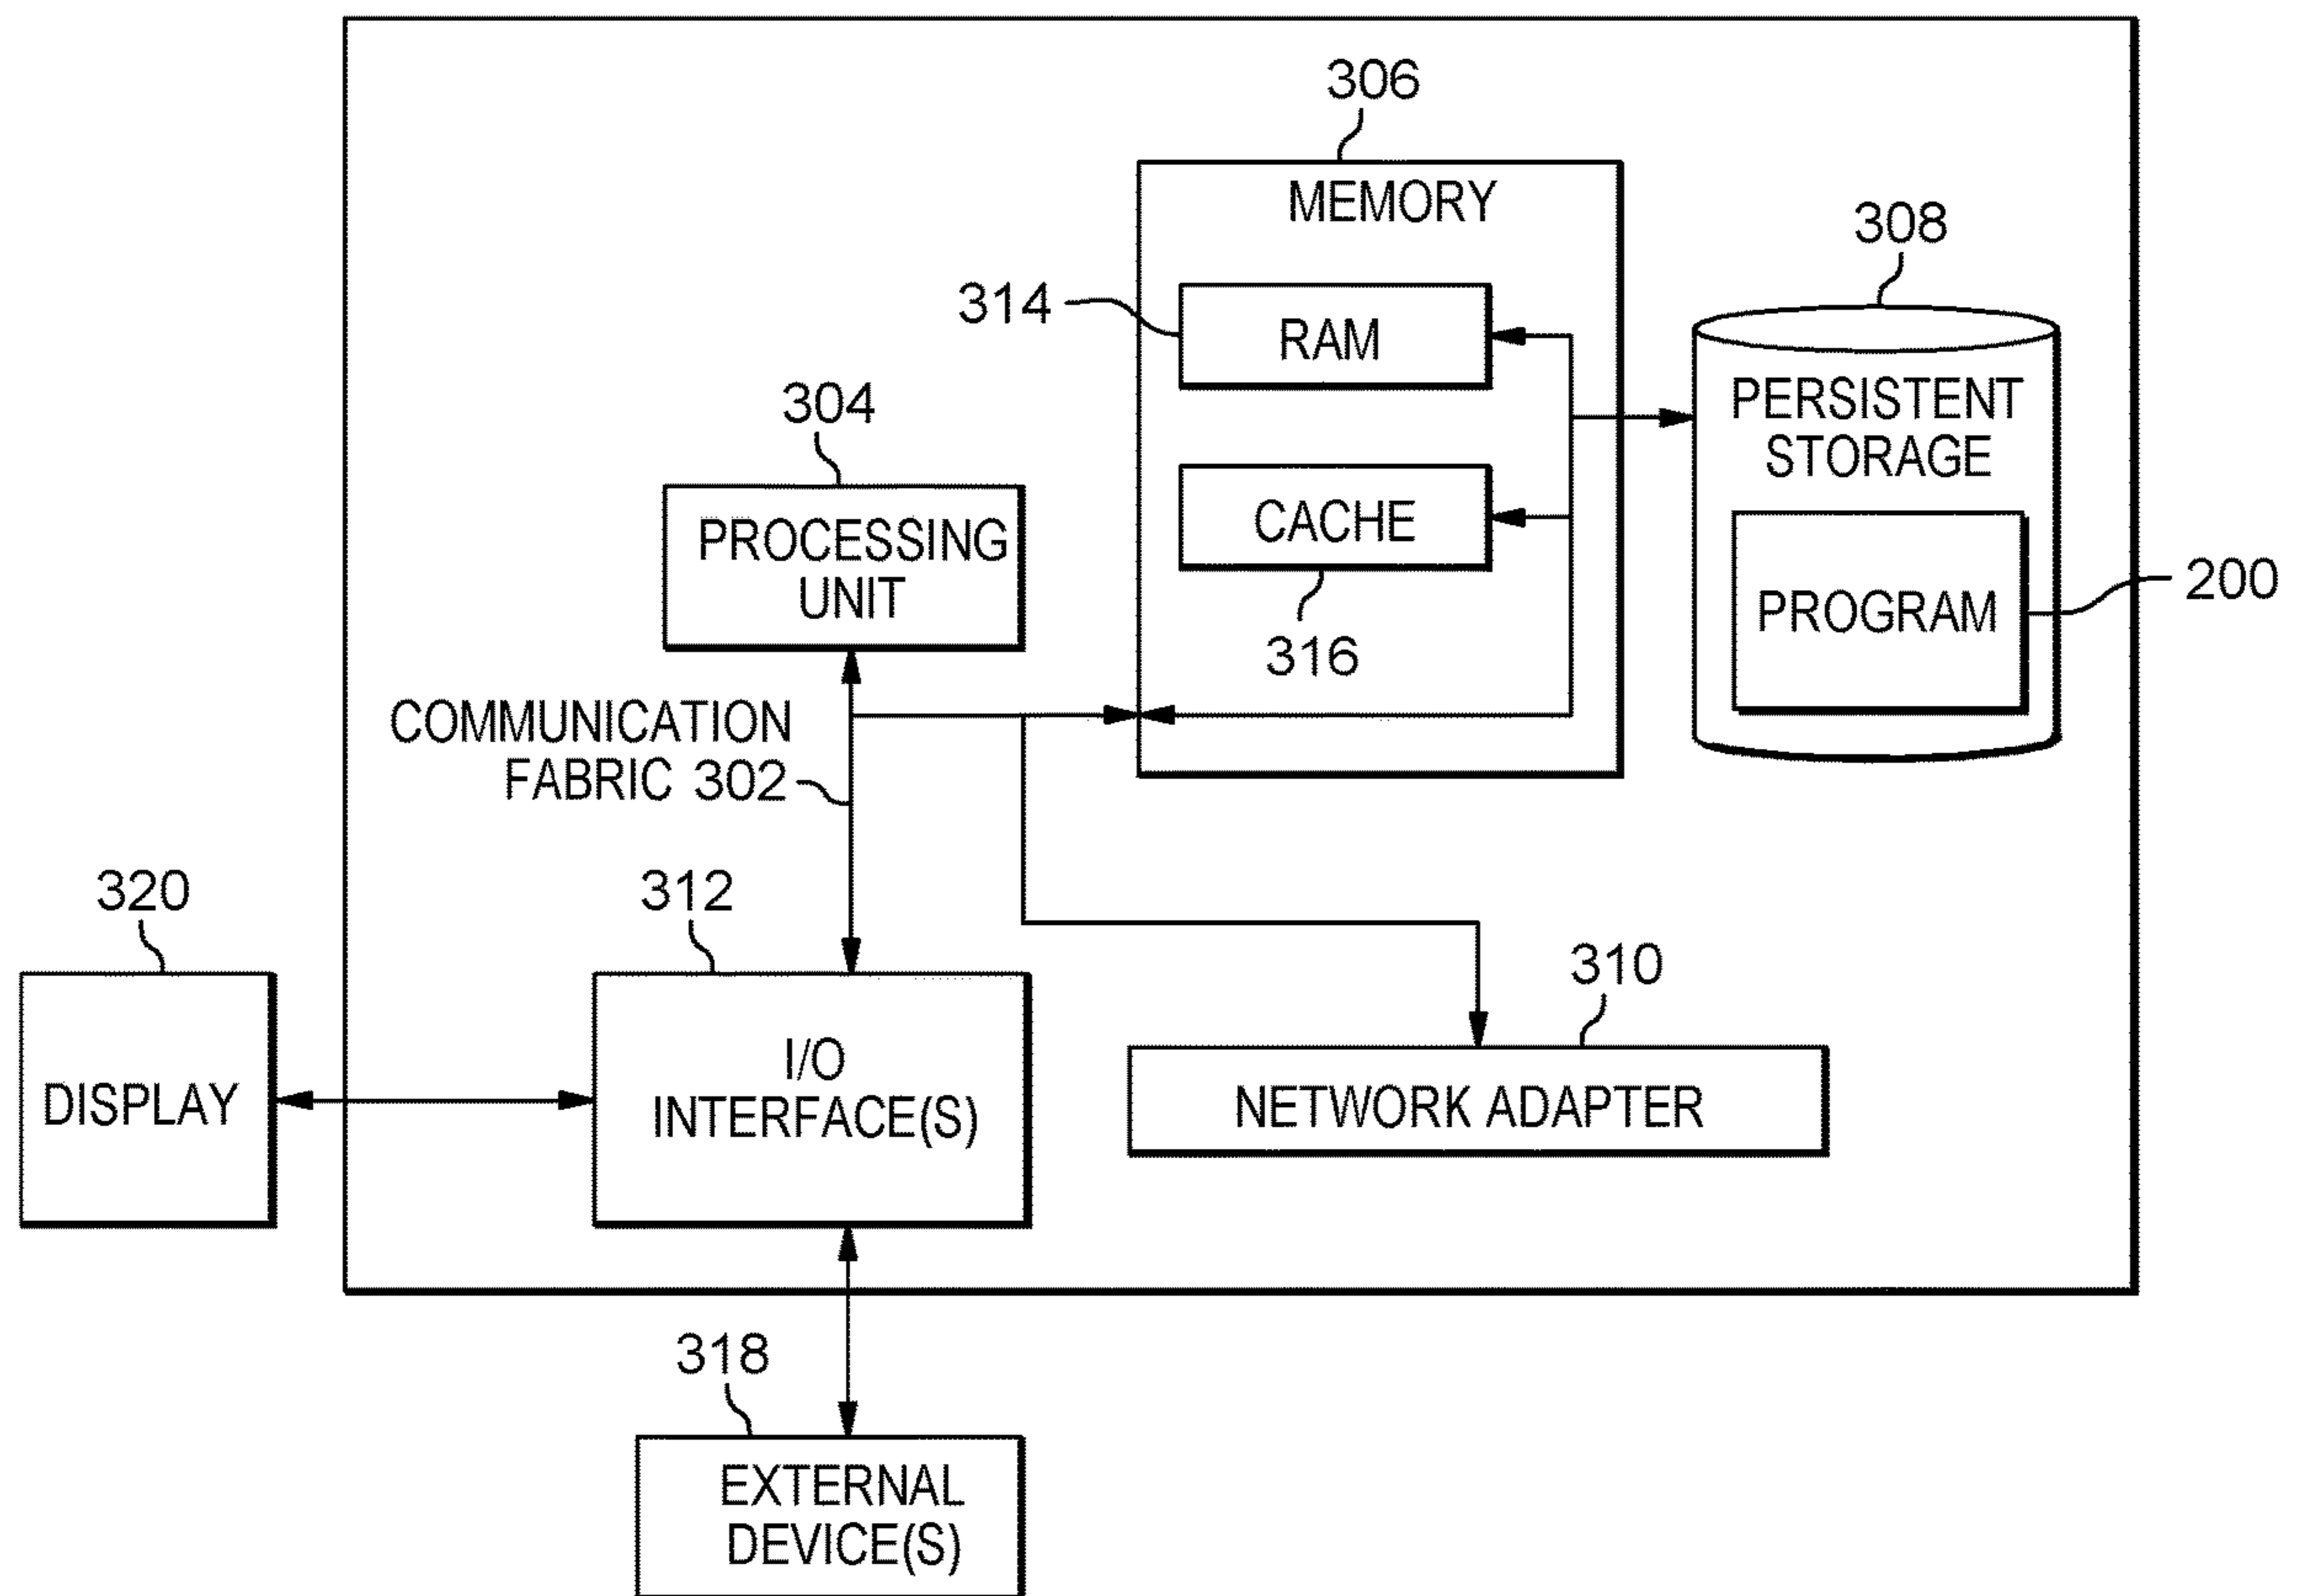 306
MEMORY
308
314
RAM
PERSISTENT
STORAGE
304
CACHE
PROCESSING
UNIT
PROGRAM
200
316
COMMUNICATION
FABRIC 302
320
312
310
I/O
INTERFACE(S)
DISPLAY
NETWORK ADAPTER
318
EXTERNAL
DEVICE(S)